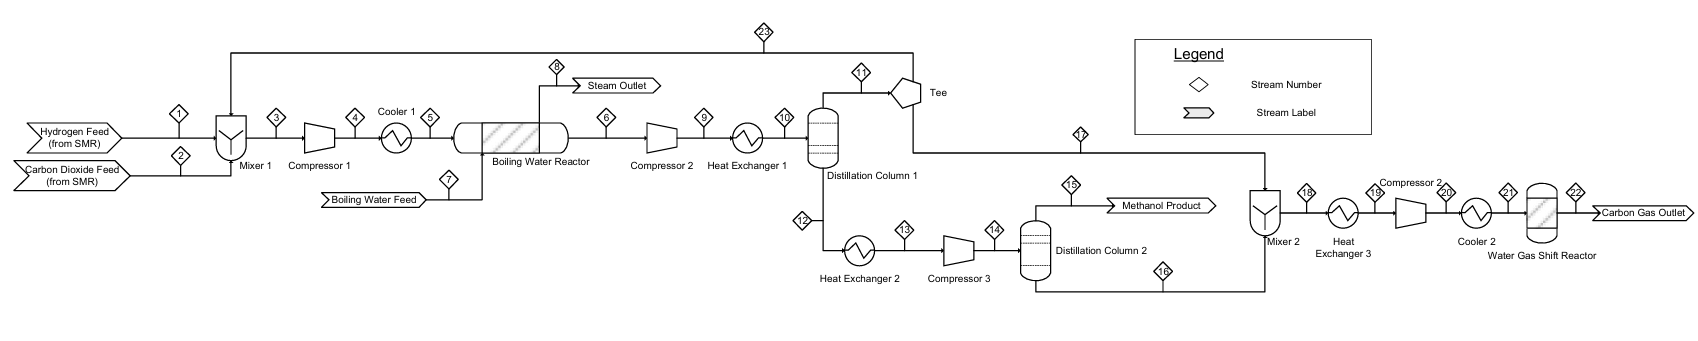 23
Legend
Stream Number
Stream Label
8
Steam Outlet
11
Tee
1
3
4
Cooler 1
5
6
9
10
17
Hydrogen Feed
(from SMR)
Mixer 1
Compressor 1
Boiling Water Reactor
Compressor 2
Heat Exchanger 1
Distillation Column 1
2
Carbon Dioxide Feed
(from SMR)
7
Boiling Water Feed
15
Methanol Product
Compressor 2
18
19
20
21
22
Carbon Gas Outlet
12
13
14
Distillation Column 2
Mixer 2
Heat
Exchanger 3
Cooler 2
Water Gas Shift Reactor
Heat Exchanger 2
Compressor 3
16